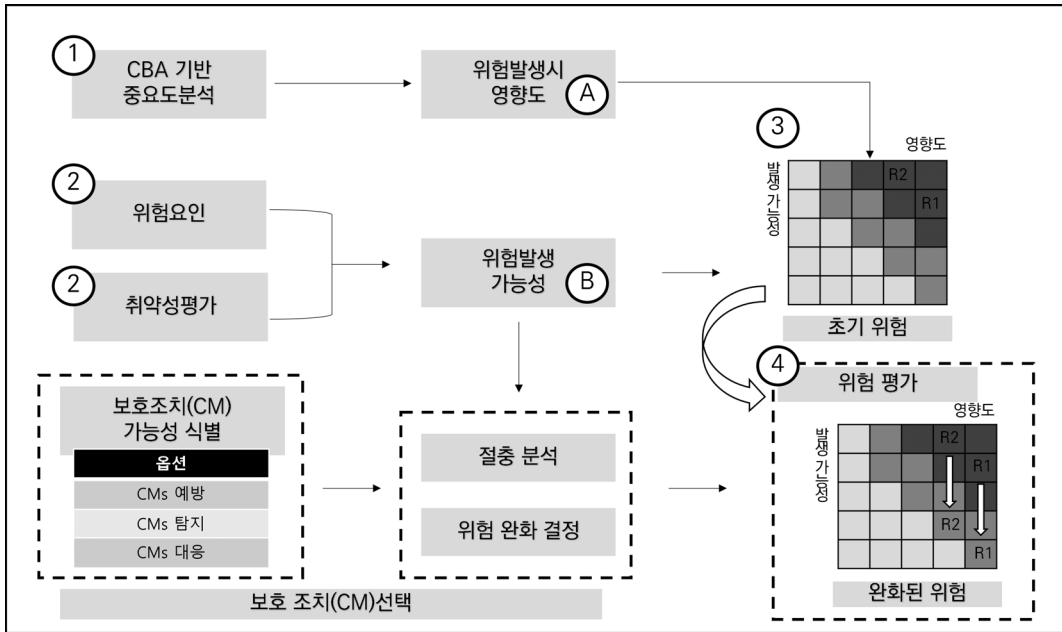 1
CBA 기반
중요도분석
위험발생시
영향도
A
2
위험요인
2
취약성평가
위험발생
가능성
B
3
영향도
발생 가능성
R2
R1
초기 위험
보호조치(CM)
가능성 식별
옵션
CMs 예방
CMs 탐지
CMs 대응
절충 분석
위험 완화 결정
보호 조치(CM)선택
4
위험 평가
영향도
발생 가능성
R2
R1
R2
R1
완화된 위험